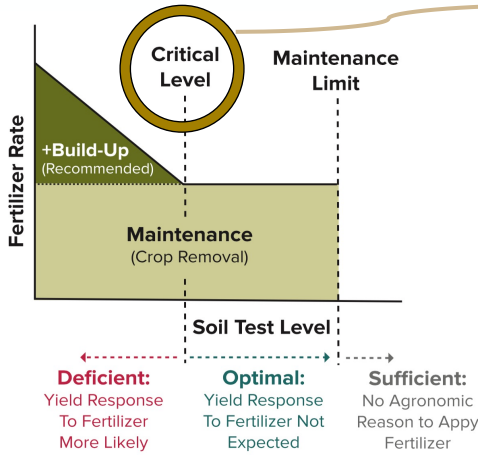 Critical
Level
Maintenance
Limit
Fertilizer Rate
+Build-Up
(Recommended)
Maintenance
(Crop Removal)
Soil Test Level
Deficient:
Yield Response
To Fertilizer
More Likely
Optimal:
Yield Response
To Fertilizer Not
Expected
Sufficient:
No Agronomic
Reason to Appy
Fertilizer